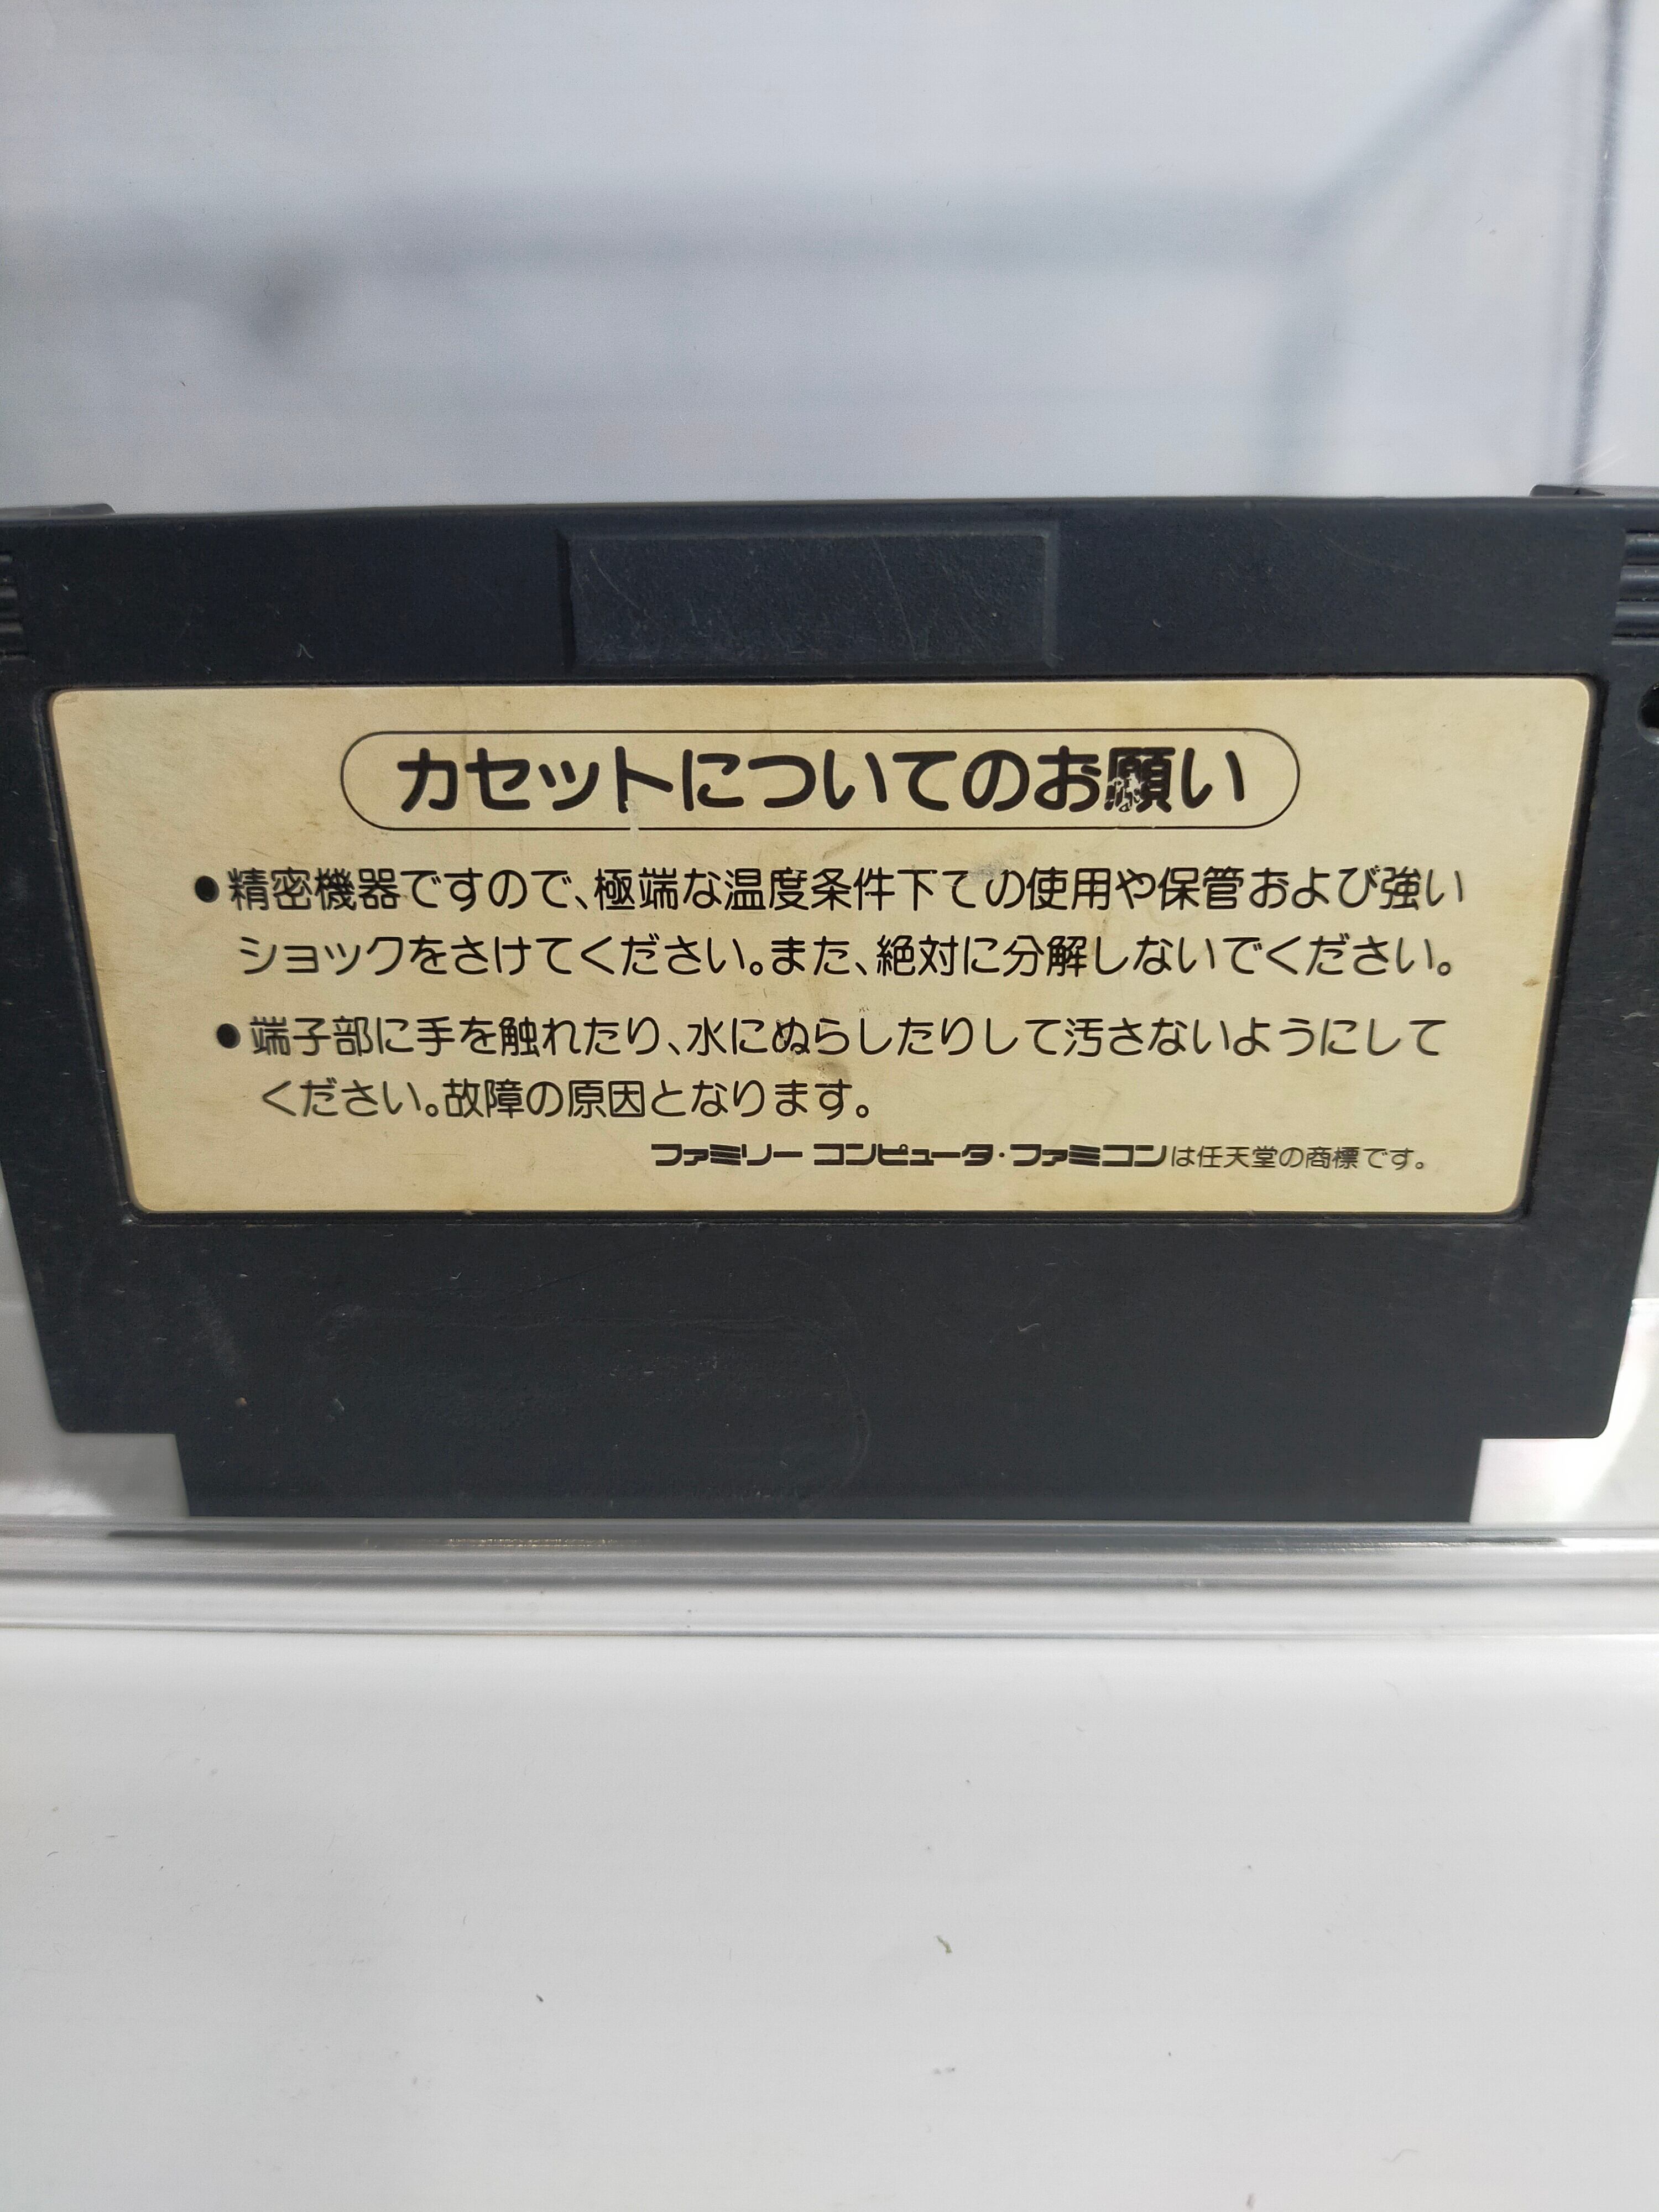 カセットについてのお願い
●精密機器ですので、極端な温度条件下での使用や保管および強い
ショックをさけてください。また、絶対に分解しないでください。
●端子部に手を触れたり、水にぬらしたりして汚さないようにして
ください。故障の原因となります。
ファミリー コンピュータ・ファミコンは任天堂の商標です。